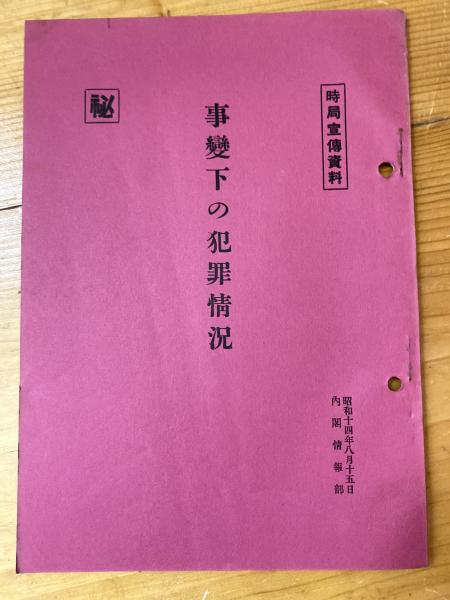 時局宣傳資料
事變下の犯罪情況
秘
昭和十四年八月十五日
內閣情報部